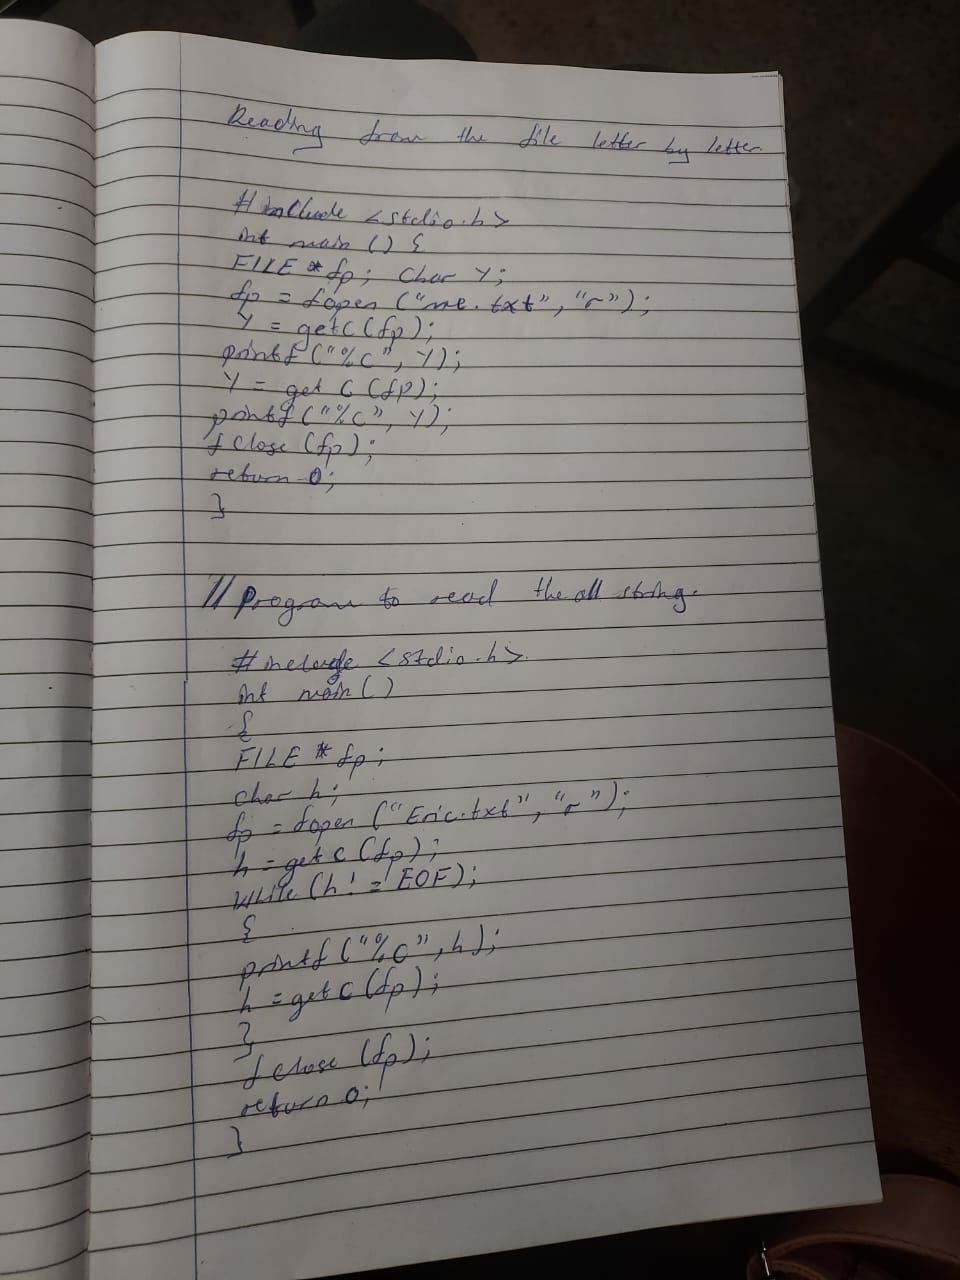 Reading from the file letter by letter
# include <stdio.h>
int main () {
FILE * fp; Char Y;
fp = fopen ("me.txt", "r");
Y = getc (fp);
printf ("%c", Y);
Y = get c (fp);
printf ("%c", Y);
f close (fp);
return 0;
}
// Program to read the all string.
# include <stdio.h>.
int main ()
{
FILE * fp;
char h;
fp = fopen ("Eric.txt", "r");
h = get c (fp);
while (h! = EOF);
{
printf ("%c", h);
h = get c (fp);
}
f close (fp);
return 0;
}